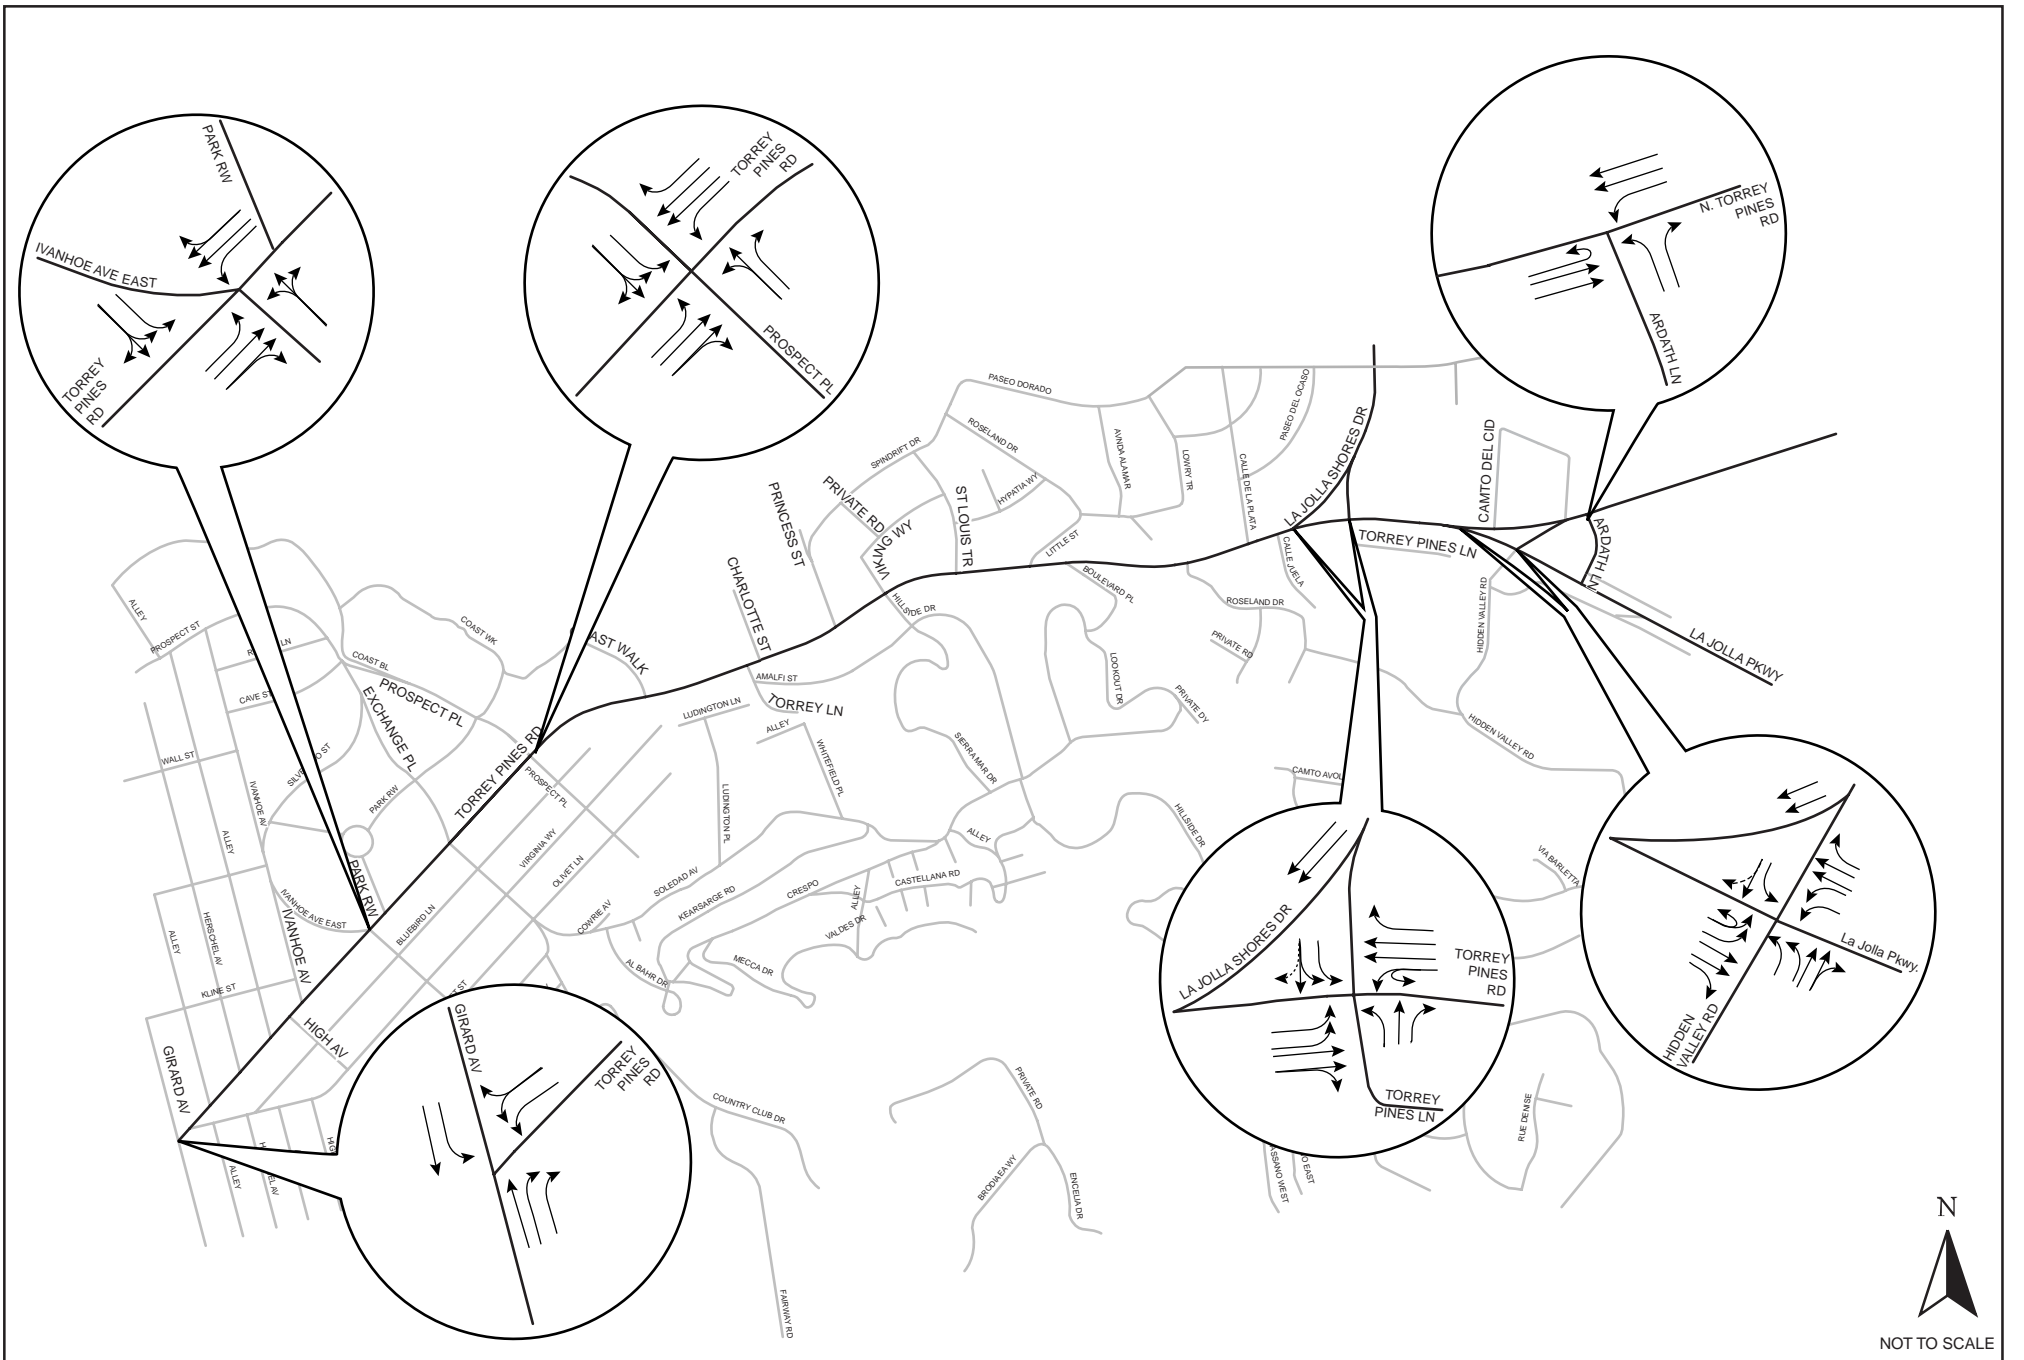 PARK RW
IVANHOE AVE EAST
TORREY
PINES
RD
TORREY
PINES
RD
PROSPECT PL
N. TORREY
PINES
RD
ARDATH LN
PASEO DORADO
ROSELAND DR
SPINDRIFT DR
AVNDA ALAMAR
LOWRY TR
CALLE DE LA PLATA
PASEO DEL OCASO
LA JOLLA SHORES DR
CAMTO DEL CID
PRINCESS ST
PRIVATE RD
VIKING WY
ST LOUIS TR
HYPATIA WY
LITTLE ST
TORREY PINES LN
ARDATH LN
CALLE JUELA
CHARLOTTE ST
HILLSIDE DR
BOULEVARD PL
ROSELAND DR
PRIVATE RD
HIDDEN VALLEY RD
LA JOLLA PKWY
ALLEY
PROSPECT ST
LN
COAST WK
AST WALK
COAST BL
CAVE ST
EXCHANGE PL
PROSPECT PL
AMALFI ST
LUDINGTON LN
TORREY LN
ALLEY
LOOKOUT DR
PRIVATE DY
HIDDEN VALLEY RD
WALL ST
IVANHOE AV
PARK RW
TORREY PINES RD
PROSPECT PL
WHITEFIELD PL
LUDINGTON PL
SIERRA MAR DR
CAMTO AVOL
HILLSIDE DR
ALLEY
PARK RW
VIRGINIA WY
OLIVET LN
SOLEDAD AV
KEARSARGE RD
CRESPO
ALLEY
CASTELLANA RD
ALLEY
VALDES DR
VIA BARLETTA
IVANHOE AVE EAST
IVANHOE AV
BLUEBIRD LN
COWRIE AV
AL BAHR DR
MECCA DR
HERSCHEL AV
ALLEY
KLINE ST
HIGH AV
GIRARD AV
ST
GIRARD AV
TORREY
PINES
RD
ALLEY
EL AV
HIG
COUNTRY CLUB DR
FAIRWAY RD
PRIVATE RD
BRODIAEA WY
ENCELIA DR
LA JOLLA SHORES DR
TORREY
PINES
RD
TORREY
PINES LN
ASSANO WEST
O EAST
RUE DENISE
La Jolla Pkwy.
HIDDEN
VALLEY RD
N
NOT TO SCALE